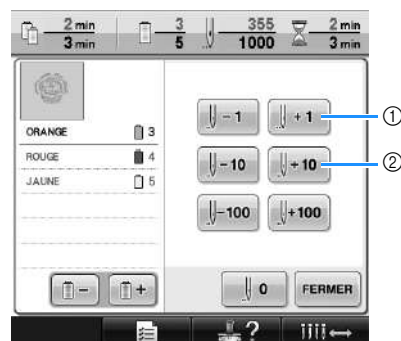 2 min 3 355 2 min
3 min 5 1000 3 min
-1 +1 ①
ORANGE 3
ROUGE 4
-10 +10 ②
JAUNE 5
-100 +100
- + 0 FERMER
?